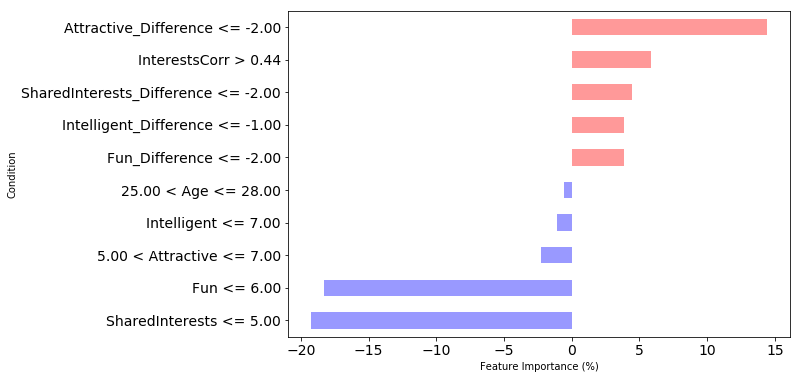 Attractive_Difference <= -2.00
InterestsCorr > 0.44
SharedInterests_Difference <= -2.00
Intelligent_Difference <= -1.00
Fun_Difference <= -2.00
25.00 < Age <= 28.00
Intelligent <= 7.00
5.00 < Attractive <= 7.00
Fun <= 6.00
SharedInterests <= 5.00
Condition
−20 −15 −10 −5 0 5 10 15
Feature Importance (%)